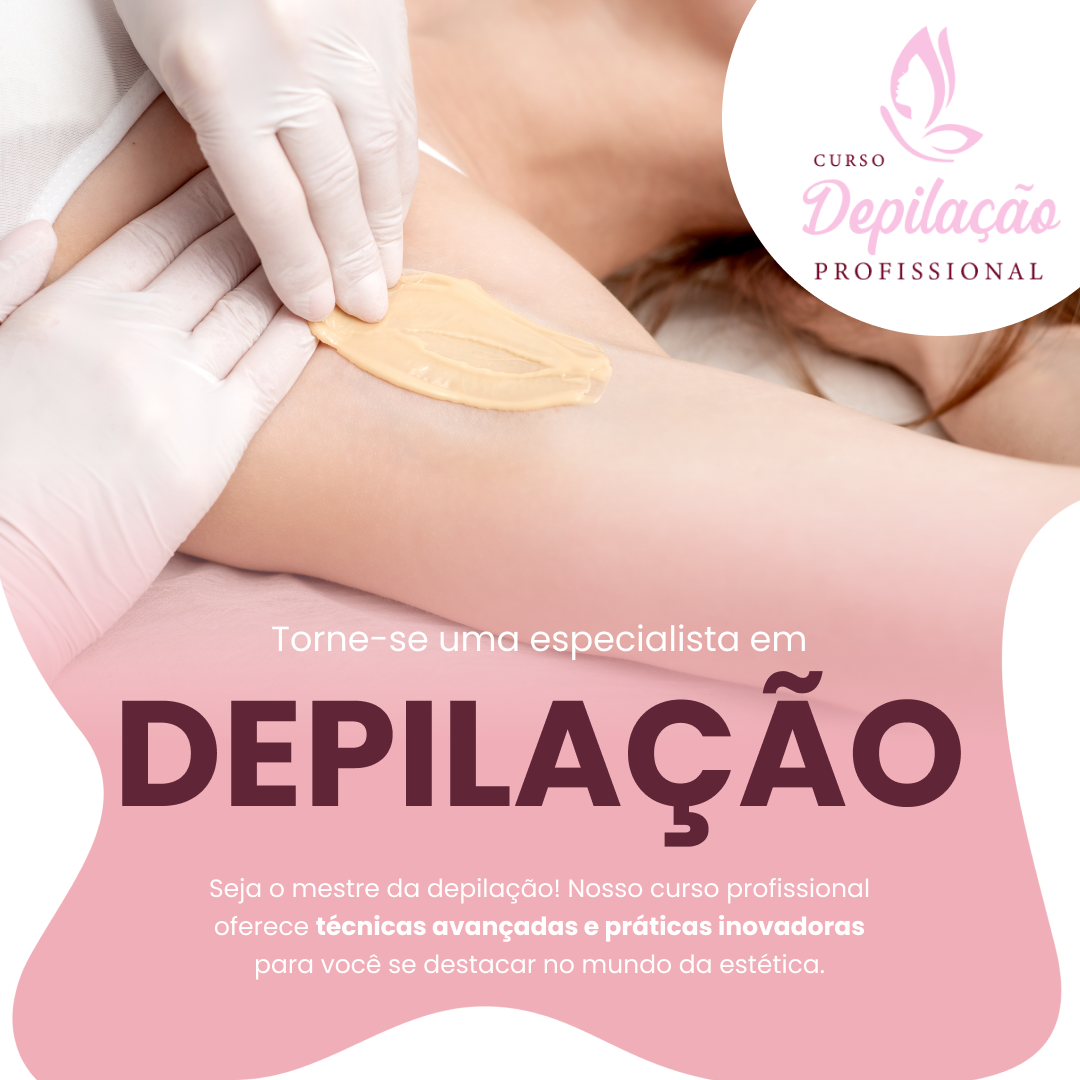 CURSO
Depilação
PROFISSIONAL
Torne-se uma especialista em
DEPILAÇÃO
Seja o mestre da depilação! Nosso curso profissional
oferece técnicas avançadas e práticas inovadoras
para você se destacar no mundo da estética.